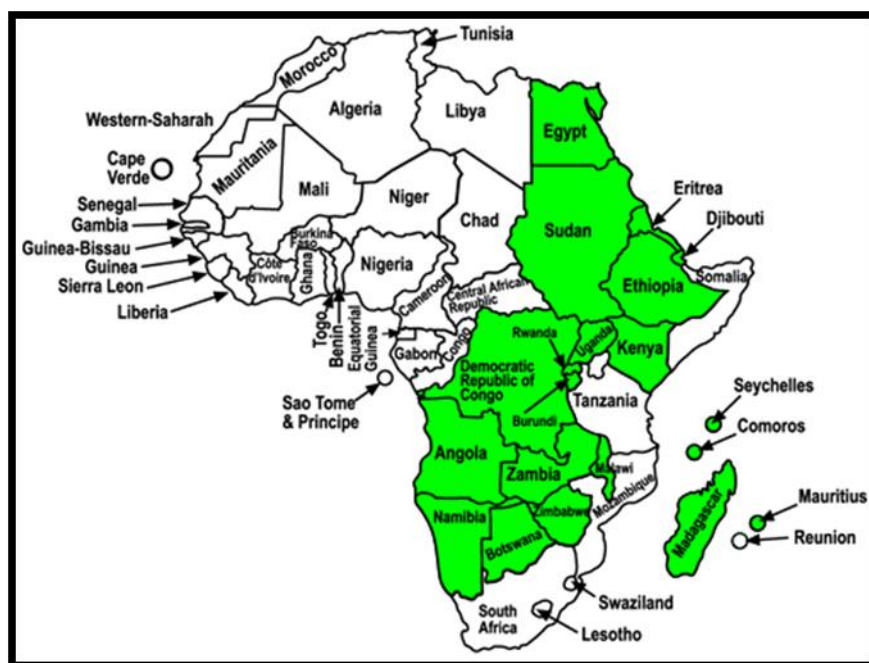 Tunisia
Morocco
Algeria
Libya
Egypt
Western-Saharah
Cape
Verde
Mauritania
Mali
Niger
Chad
Sudan
Eritrea
Djibouti
Senegal
Gambia
Guinea-Bissau
Guinea
Sierra Leon
Liberia
Burkina
Faso
Côte
d'Ivoire
Ghana
Togo
Benin
Nigeria
Cameroon
Central African
Republic
Ethiopia
Somalia
Equatorial
Guinea
Gabon
Congo
Sao Tome
& Principe
Democratic
Republic of
Congo
Rwanda
Uganda
Kenya
Burundi
Tanzania
Seychelles
Comoros
Angola
Zambia
Malawi
Mozambique
Mauritius
Reunion
Madagascar
Namibia
Zimbabwe
Botswana
Swaziland
South
Africa
Lesotho